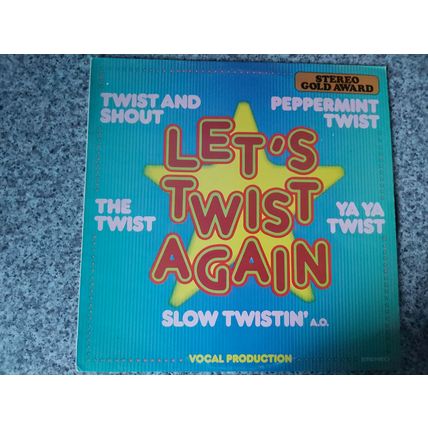 STEREO
GOLD AWARD
TWIST AND
SHOUT
PEPPERMINT
TWIST
LET'S
TWIST
AGAIN
THE
TWIST
YA YA
TWIST
SLOW TWISTIN' A.O.
VOCAL PRODUCTION
STEREO